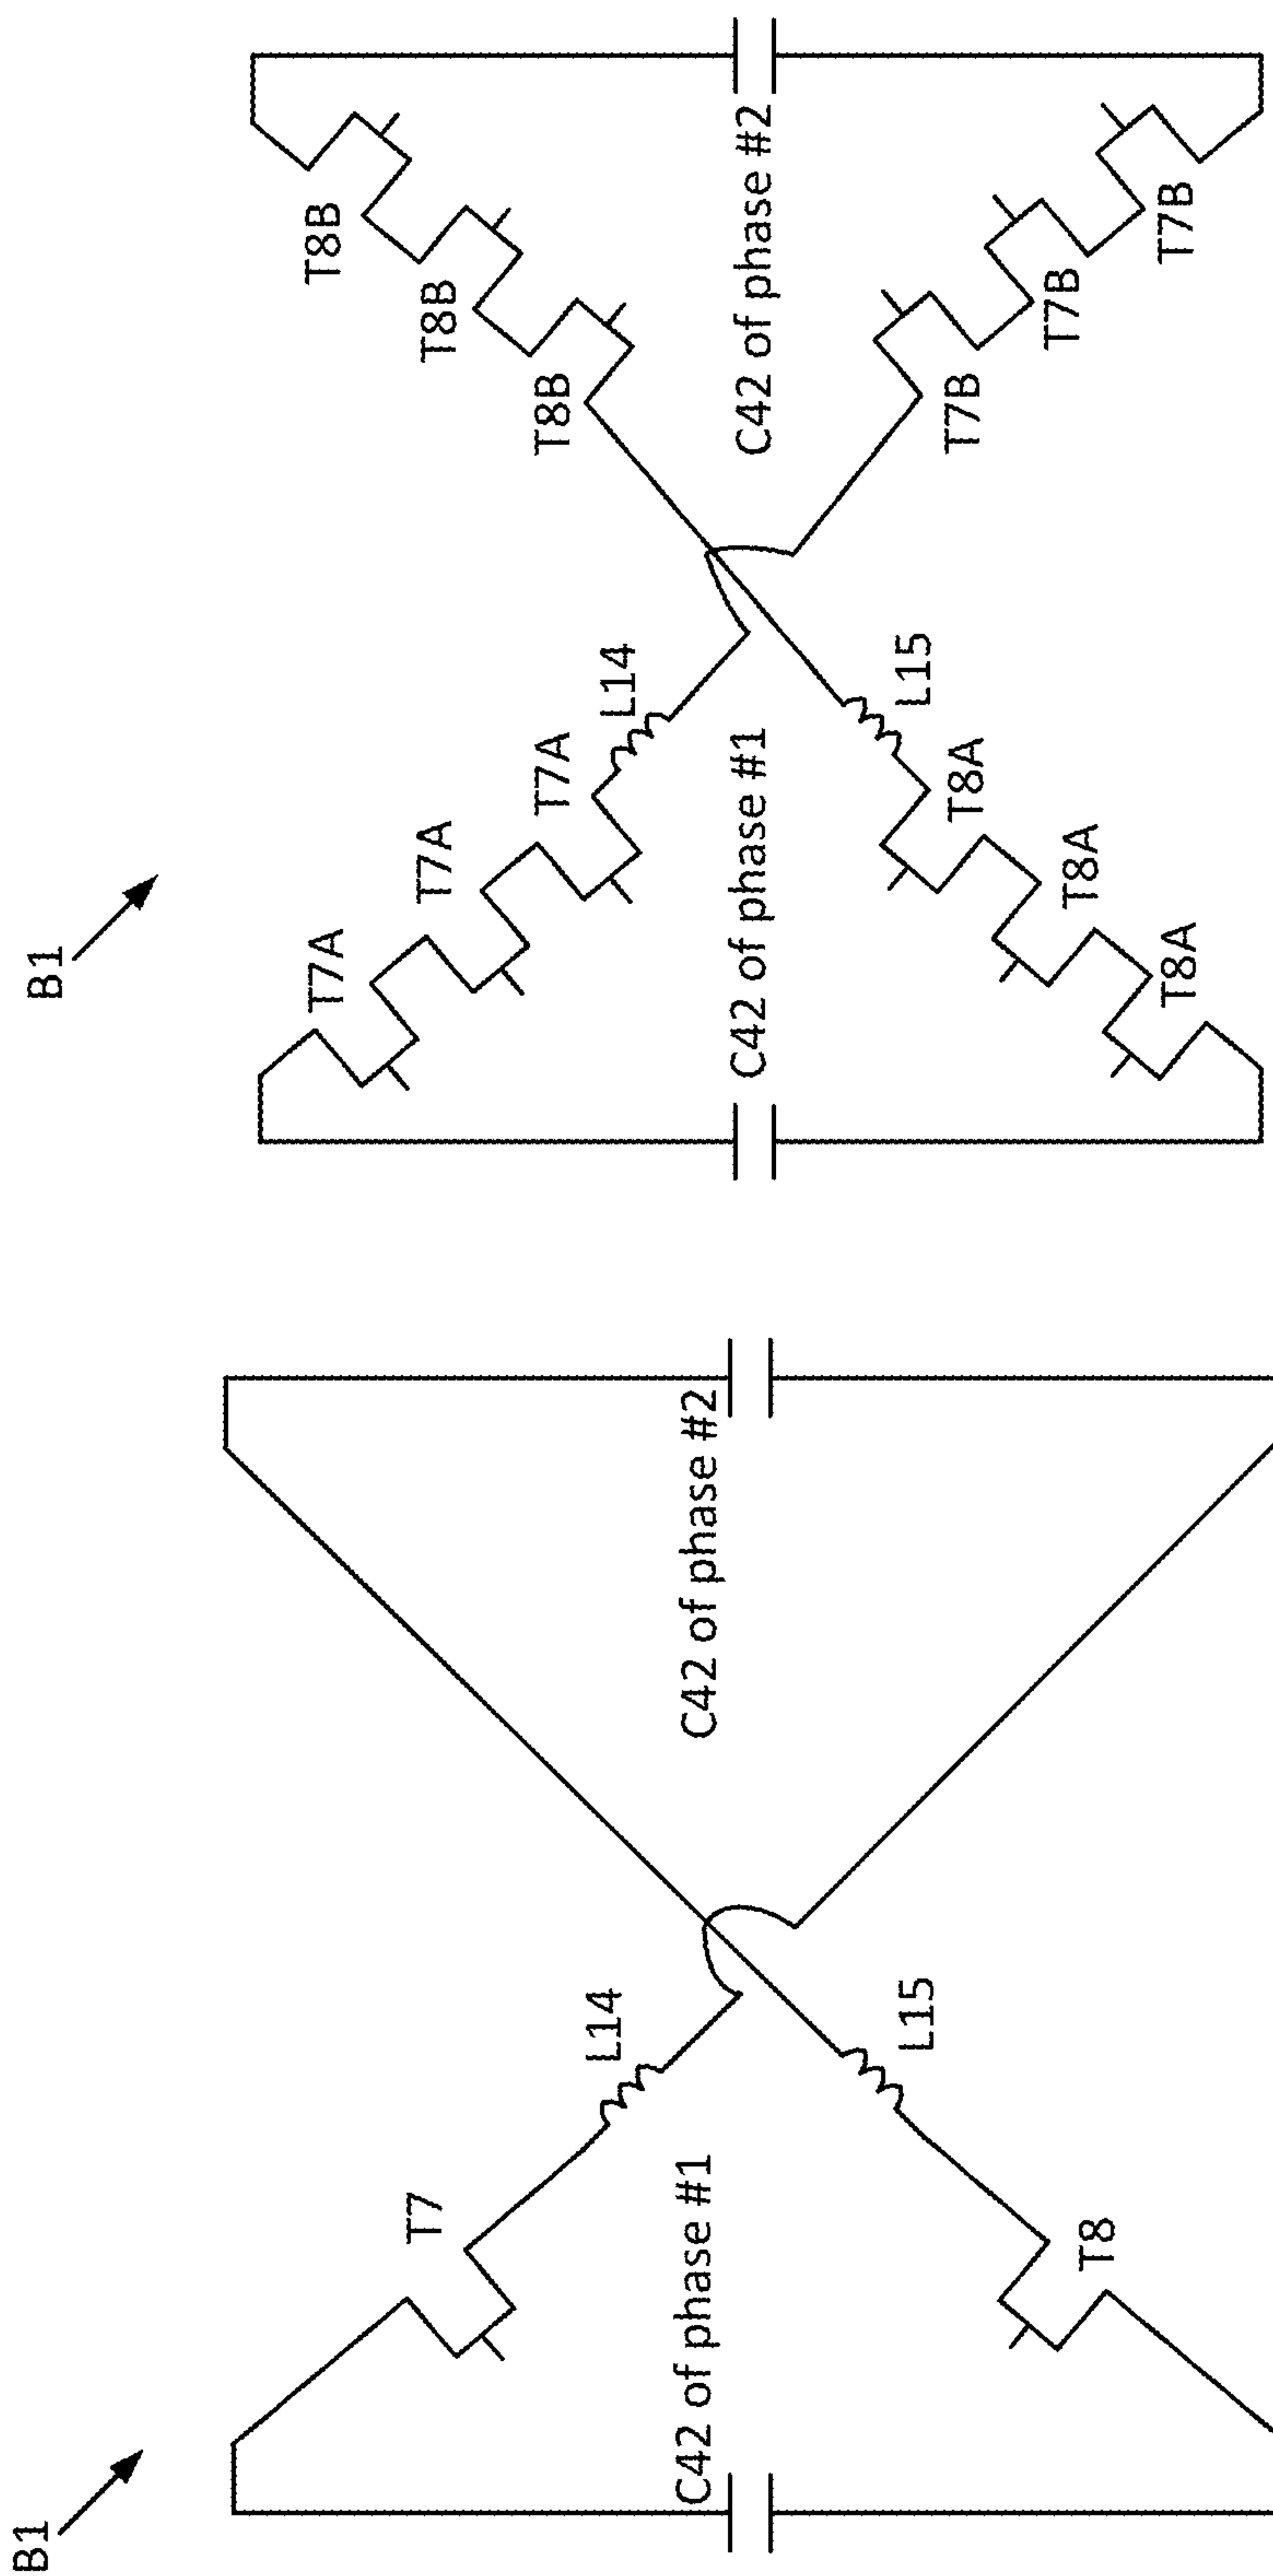 B1
T7A
T7A
T7A
L14
C42 of phase #1
L15
T8A
T8A
T8A
T8B
T8B
T8B
C42 of phase #2
T7B
T7B
T7B
B1
T7
L14
C42 of phase #1
L15
T8
C42 of phase #2